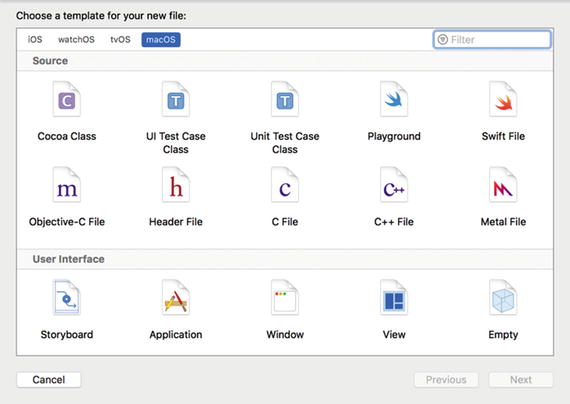 Choose a template for your new file:
iOS watchOS tvOS macOS Filter
Source
C T T
Cocoa Class UI Test Case Class Unit Test Case Class Playground Swift File
m h c c++
Objective-C File Header File C File C++ File Metal File
User Interface
Storyboard Application Window View Empty
Cancel Previous Next